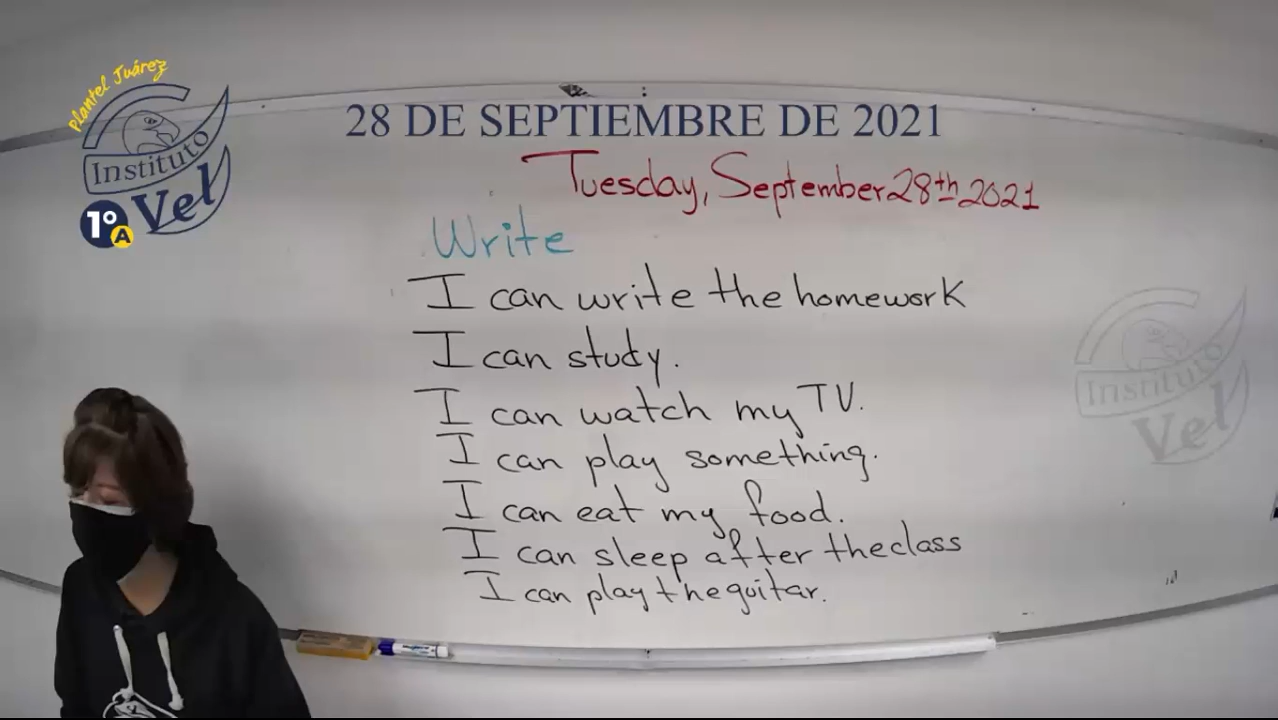 Plantel Juárez
Instituto
Vel
1° A
28 DE SEPTIEMBRE DE 2021
Tuesday, September 28th 2021
Write
I can write the homework
I can study.
I can watch my TV.
I can play something.
I can eat my food.
I can sleep after the class
I can play the guitar.
Instituto
Vel